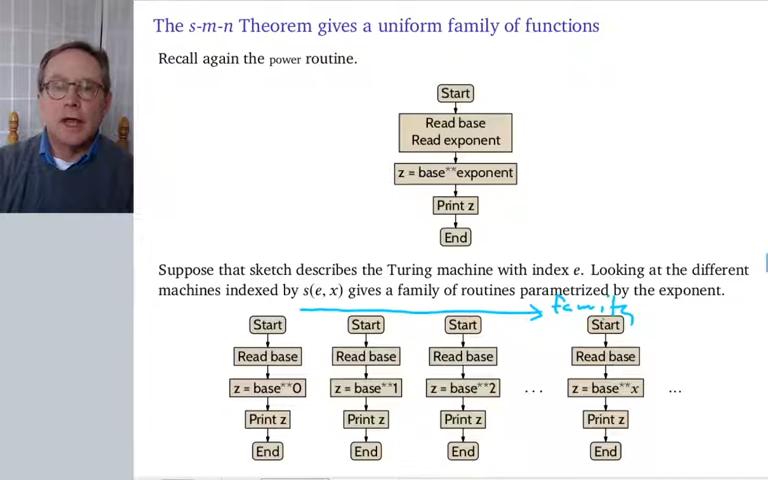 The s-m-n Theorem gives a uniform family of functions
Recall again the power routine.
Start
Read base
Read exponent
z = base**exponent
Print z
End
Suppose that sketch describes the Turing machine with index e. Looking at the different
machines indexed by s(e, x) gives a family of routines parametrized by the exponent.
family
Start Start Start Start
Read base Read base Read base Read base
z = base**0 z = base**1 z = base**2 ... z = base**x ...
Print z Print z Print z Print z
End End End End